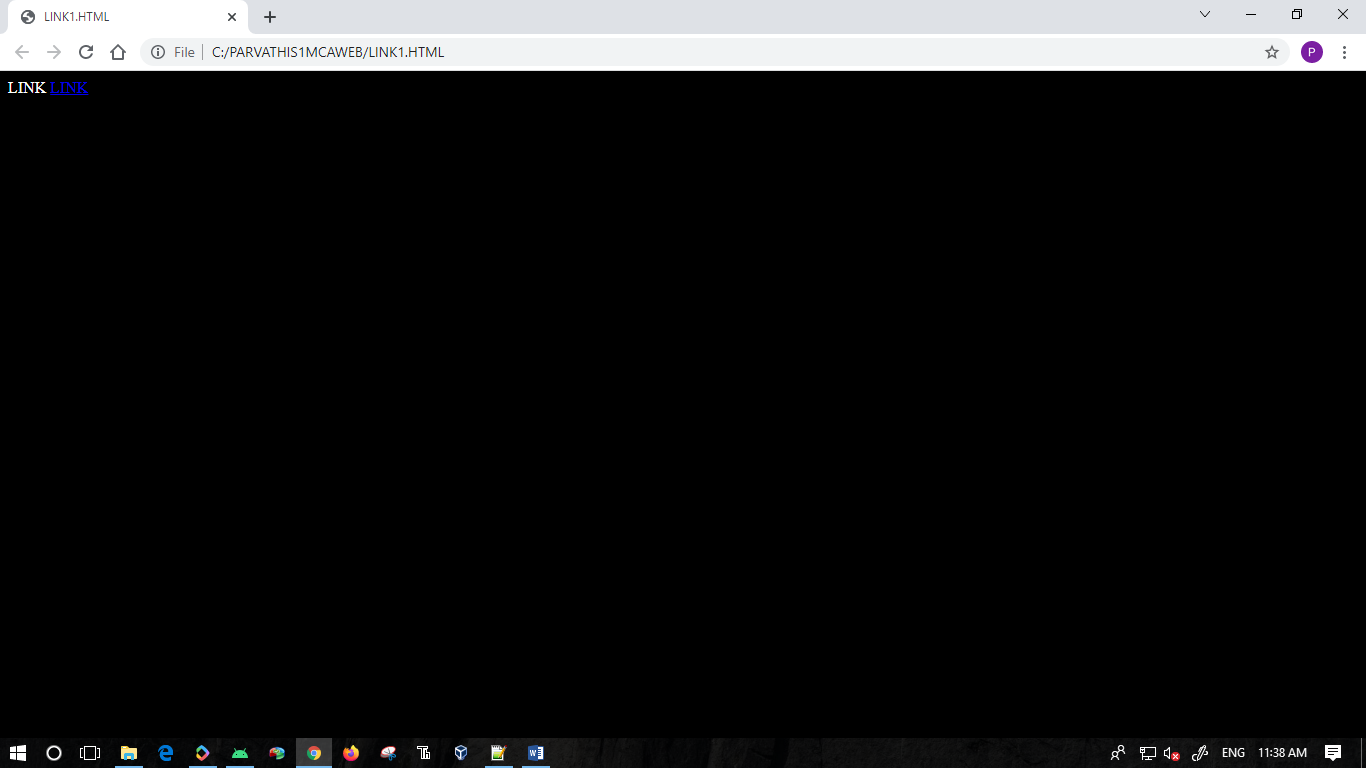 LINK1.HTML
File C:/PARVATHIS1MCAWEB/LINK1.HTML
P
LINK LINK
ENG 11:38 AM